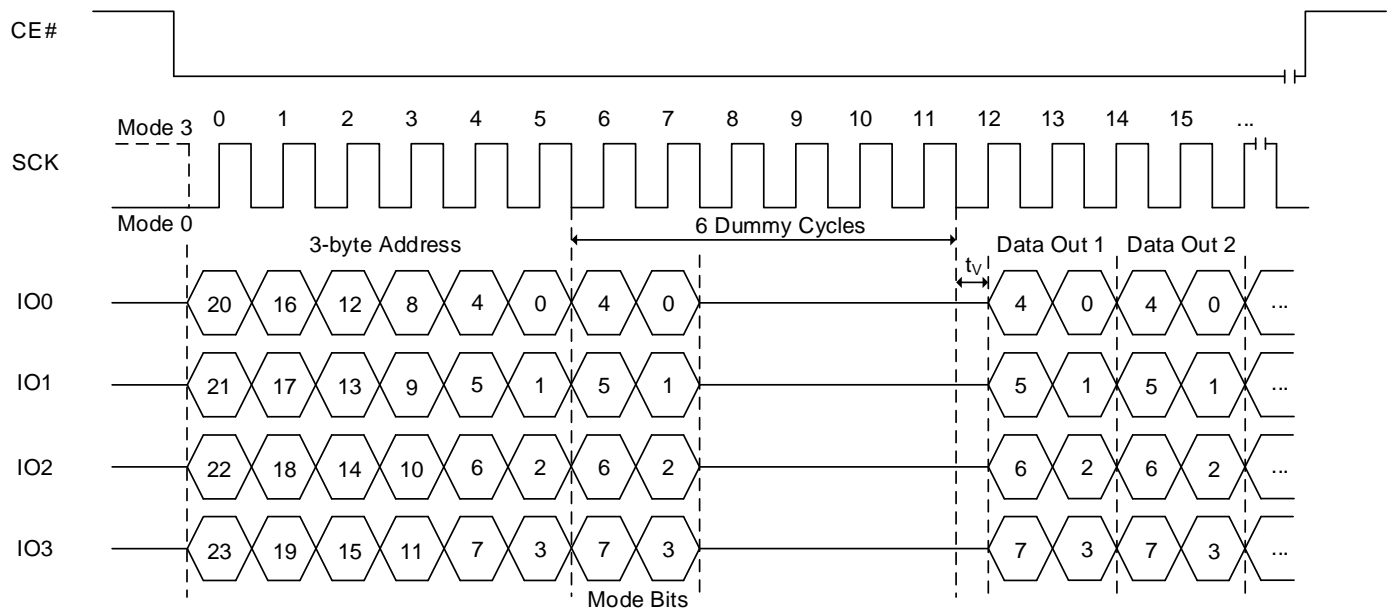 CE#
Mode 3 0 1 2 3 4 5 6 7 8 9 10 11 12 13 14 15 ...
SCK
Mode 0
3-byte Address 6 Dummy Cycles Data Out 1 Data Out 2
tV
IO0 20 16 12 8 4 0 4 0 4 0 4 0 ...
IO1 21 17 13 9 5 1 5 1 5 1 5 1 ...
IO2 22 18 14 10 6 2 6 2 6 2 6 2 ...
IO3 23 19 15 11 7 3 7 3 7 3 7 3 ...
Mode Bits